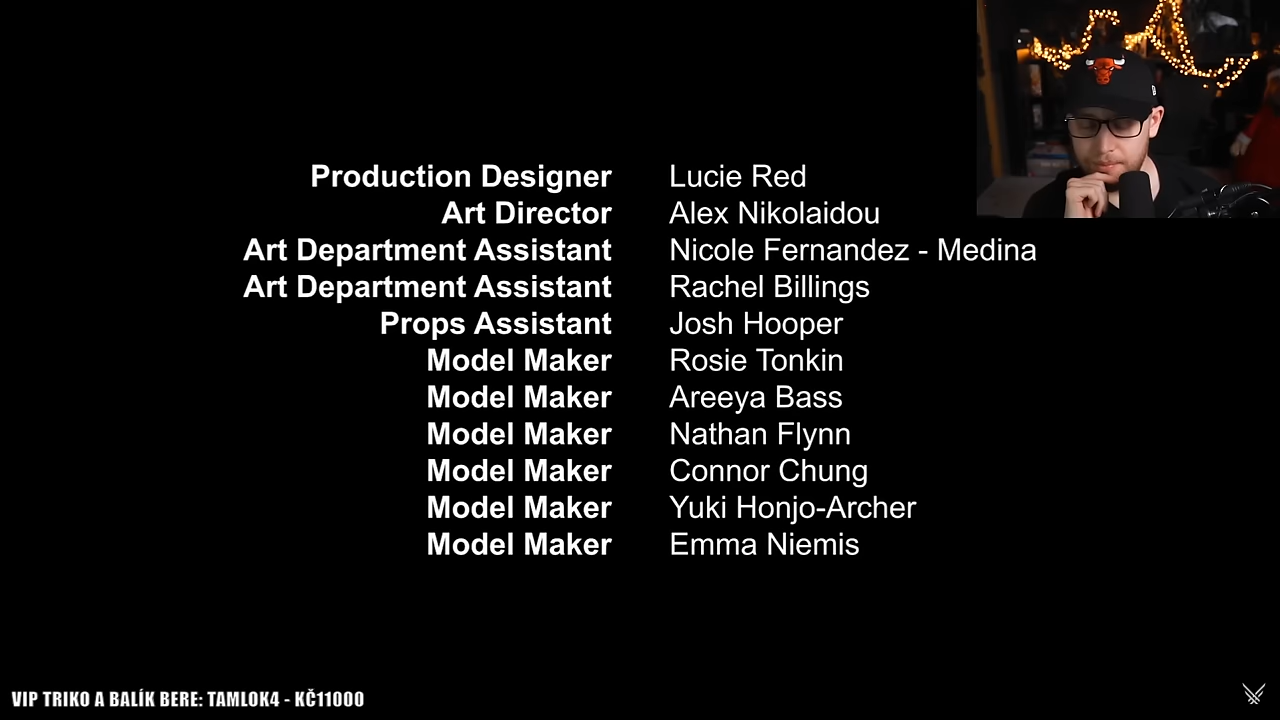 Production Designer Lucie Red
Art Director Alex Nikolaidou
Art Department Assistant Nicole Fernandez - Medina
Art Department Assistant Rachel Billings
Props Assistant Josh Hooper
Model Maker Rosie Tonkin
Model Maker Areeya Bass
Model Maker Nathan Flynn
Model Maker Connor Chung
Model Maker Yuki Honjo-Archer
Model Maker Emma Niemis
VIP TRIKO A BALÍK BERE: TAMLOK4 - KČ11000